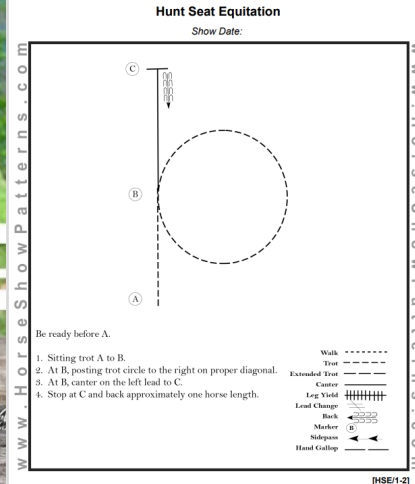 Hunt Seat Equitation
Show Date:
www.HorseShowPatterns.com
C
B
A
Be ready before A.
1. Sitting trot A to B.
2. At B, posting trot circle to the right on proper diagonal.
3. At B, canter on the left lead to C.
4. Stop at C and back approximately one horse length.
Walk
Trot
Extended Trot
Canter
Leg Yield
Lead Change
Back
Marker B
Sidepass
Hand Gallop
[HSE/1-2]